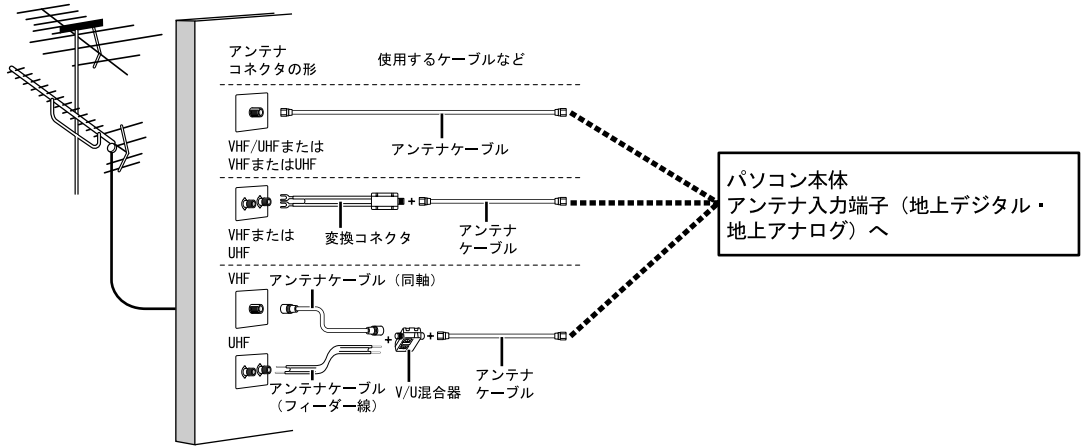 アンテナ
コネクタの形
使用するケーブルなど
VHF/UHFまたは
VHFまたはUHF
アンテナケーブル
VHFまたは
UHF
変換コネクタ
+
アンテナ
ケーブル
VHF
アンテナケーブル（同軸）
UHF
アンテナケーブル
（フィーダー線）
+
V/U混合器
+
アンテナ
ケーブル
パソコン本体
アンテナ入力端子（地上デジタル・
地上アナログ）へ